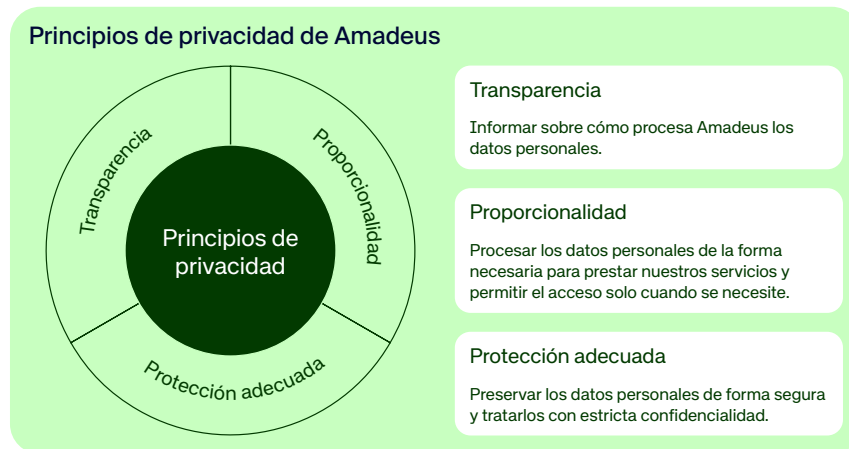 Principios de privacidad de Amadeus
Transparencia
Proporcionalidad
Protección adecuada
Principios de
privacidad
Transparencia
Informar sobre cómo procesa Amadeus los
datos personales.
Proporcionalidad
Procesar los datos personales de la forma
necesaria para prestar nuestros servicios y
permitir el acceso solo cuando se necesite.
Protección adecuada
Preservar los datos personales de forma segura
y tratarlos con estricta confidencialidad.